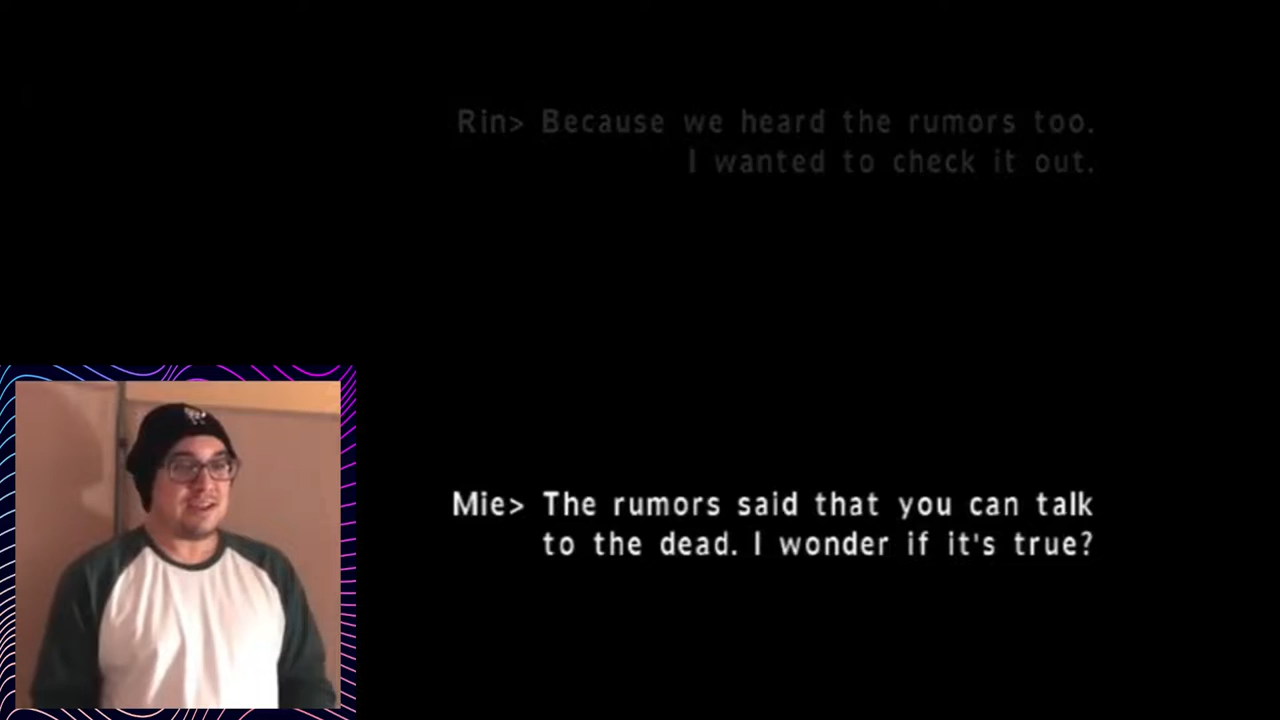 Rin> Because we heard the rumors too.
I wanted to check it out.
Mie> The rumors said that you can talk
to the dead. I wonder if it's true?